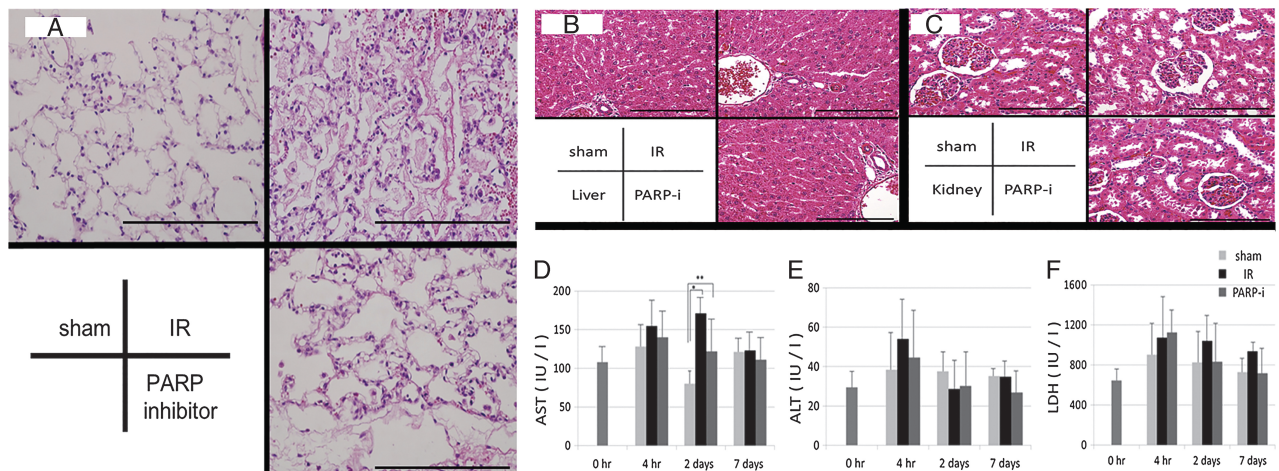 A
sham IR
PARP
inhibitor
B
sham IR
Liver PARP-i
C
sham IR
Kidney PARP-i
D
AST ( IU / l )
200
150
100
50
0
* **
0 hr 4 hr 2 days 7 days
E
ALT ( IU / l )
80
60
40
20
0
0 hr 4 hr 2 days 7 days
F
sham
IR
PARP-i
LDH ( IU / l )
1600
1200
800
400
0
0 hr 4 hr 2 days 7 days